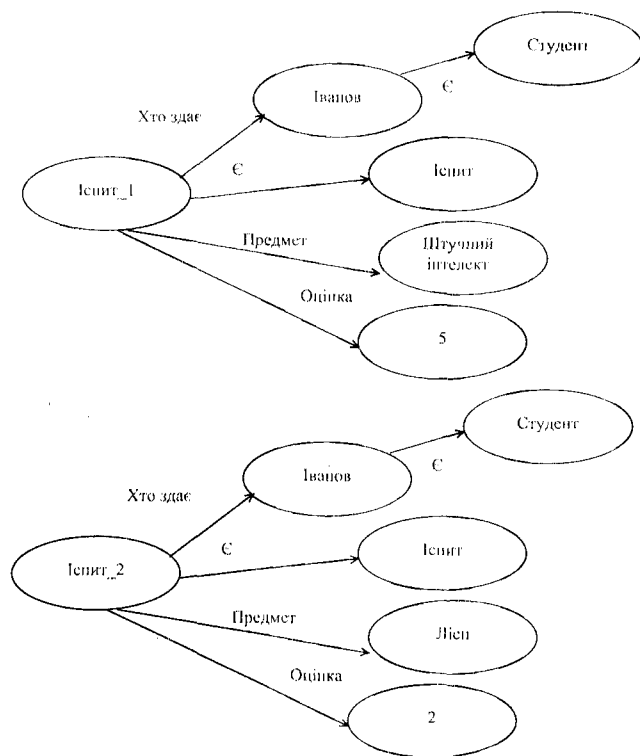 Студент
Іванов
Є
Хто здає
Є
Іспит
Іспит_1
Предмет
Штучний
інтелект
Оцінка
5
Студент
Іванов
Є
Хто здає
Є
Іспит
Іспит_2
Предмет
Лісп
Оцінка
2